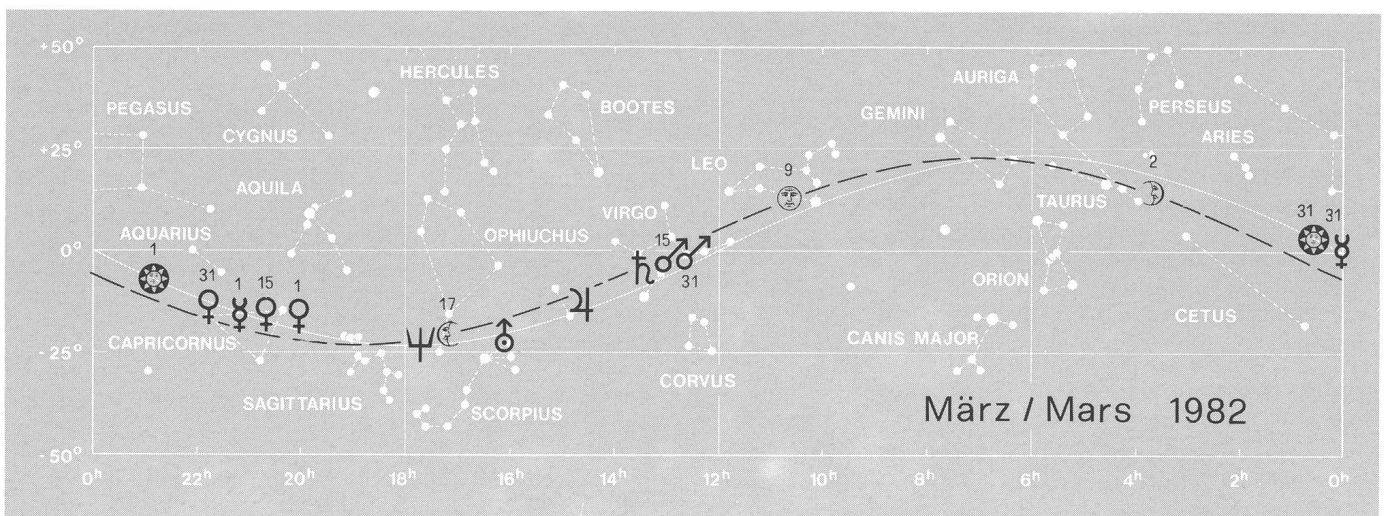 +50°
HERCULES
AURIGA
PEGASUS
BOOTES
PERSEUS
GEMINI
CYGNUS
ARIES
+25°
LEO
9
2
AQUILA
TAURUS
VIRGO
31
31
AQUARIUS
OPHIUCHUS
15
0°
1
31
1
15
1
31
ORION
17
CETUS
CAPRICORNUS
CANIS MAJOR
-25°
CORVUS
SAGITTARIUS
SCORPIUS
März / Mars 1982
-50°
0h 22h 20h 18h 16h 14h 12h 10h 6h 4h 2h 0h